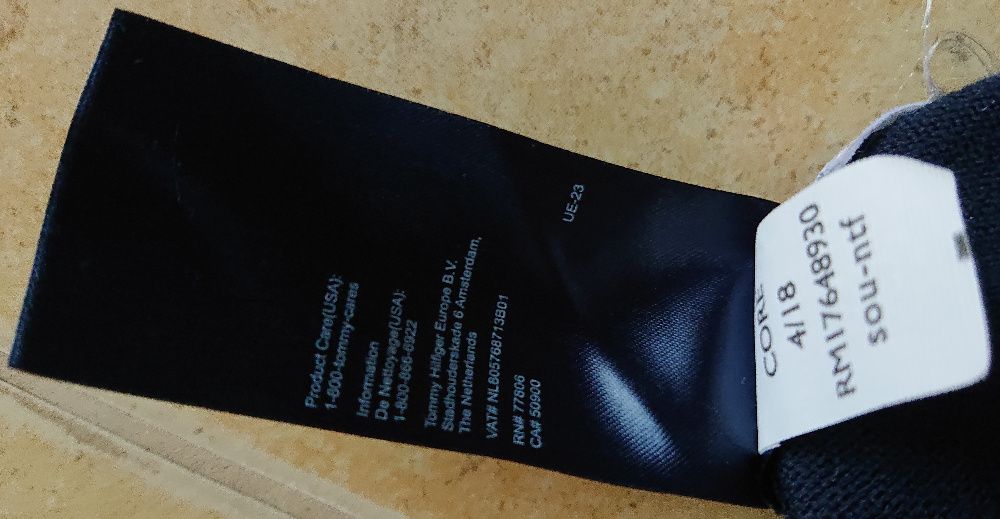 Product Care(USA):
1-800-tommy-cares
Information
De Nettoyage(USA):
1-800-866-6922
Tommy Hilfiger Europe B.V.
Stadhouderskade 6 Amsterdam,
The Netherlands
VAT# NL605768713B01
RN# 77806
CA# 50900
UE-23
CORE
4/18
RM17648930
sou-ntf